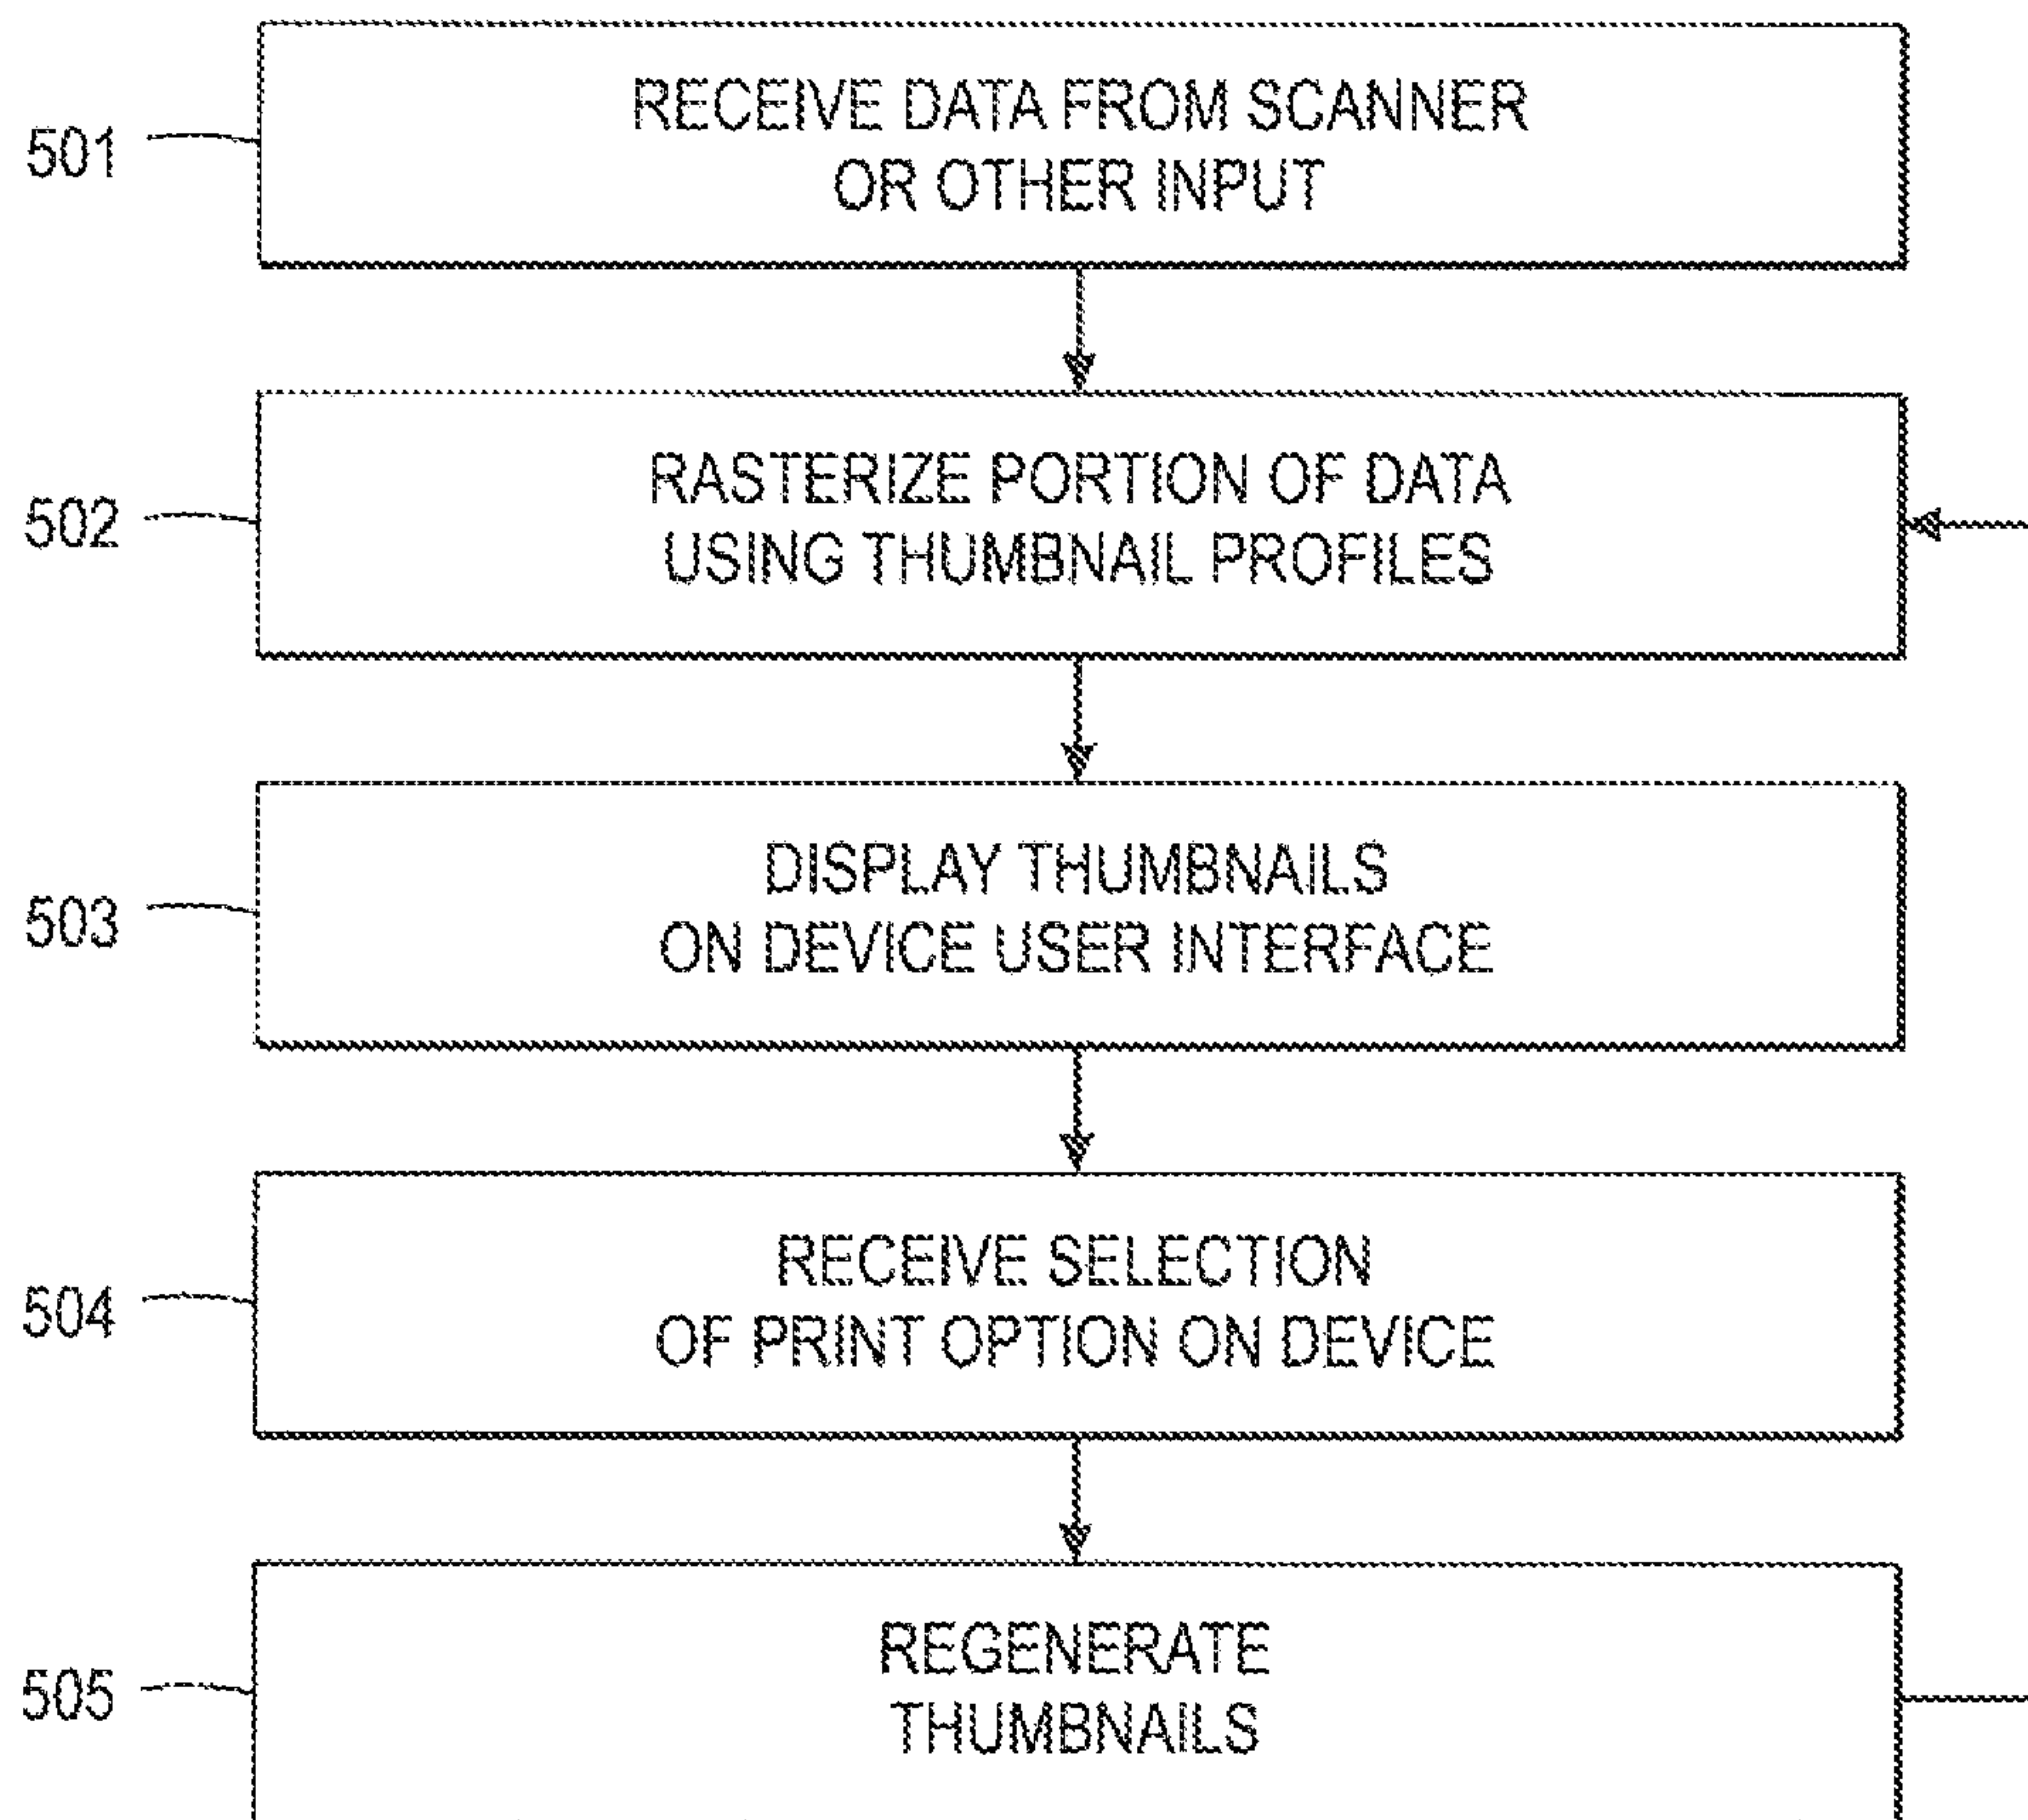 501
RECEIVE DATA FROM SCANNER
OR OTHER INPUT
502
RASTERIZE PORTION OF DATA
USING THUMBNAIL PROFILES
503
DISPLAY THUMBNAILS
ON DEVICE USER INTERFACE
504
RECEIVE SELECTION
OF PRINT OPTION ON DEVICE
505
REGENERATE
THUMBNAILS